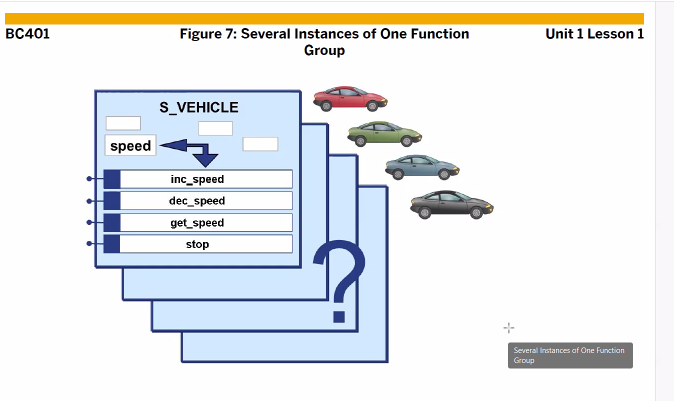 BC401
Figure 7: Several Instances of One Function
Group
Unit 1 Lesson 1
S_VEHICLE
speed
inc_speed
dec_speed
get_speed
stop
?
Several Instances of One Function
Group